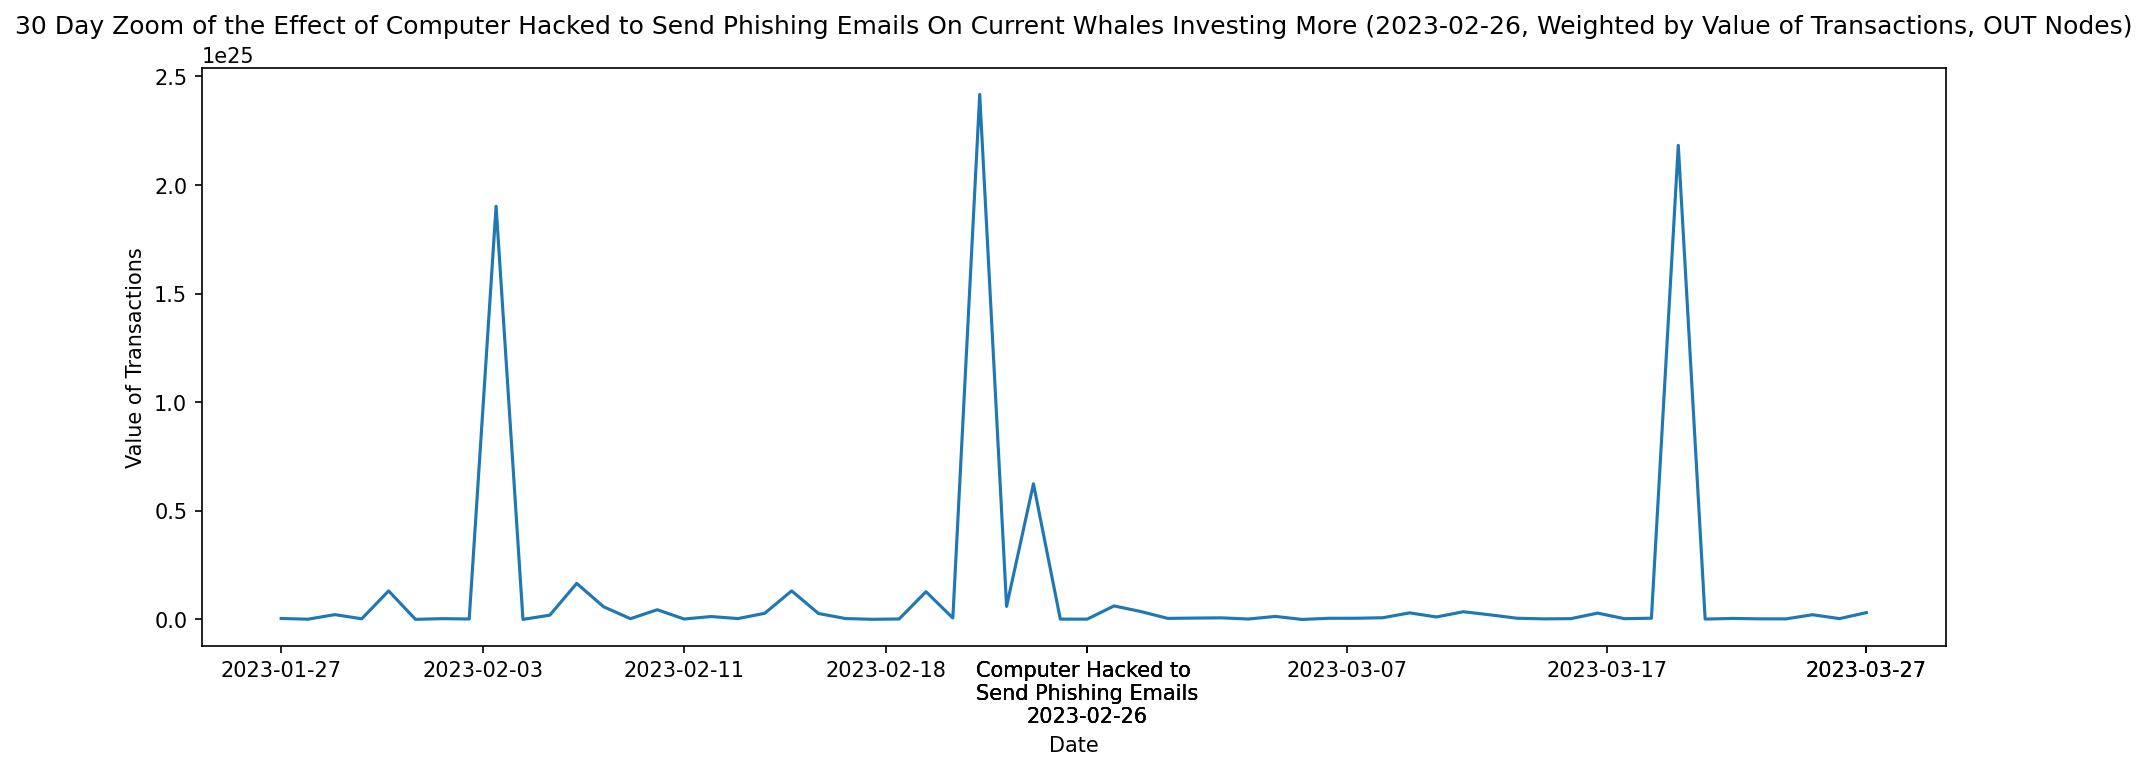 30 Day Zoom of the Effect of Computer Hacked to Send Phishing Emails On Current Whales Investing More (2023-02-26, Weighted by Value of Transactions, OUT Nodes)
1e25
2.5
2.0
1.5
1.0
0.5
0.0
Value of Transactions
2023-01-27
2023-02-03
2023-02-11
2023-02-18
Computer Hacked to
Send Phishing Emails
2023-02-26
2023-03-07
2023-03-17
2023-03-27
Date